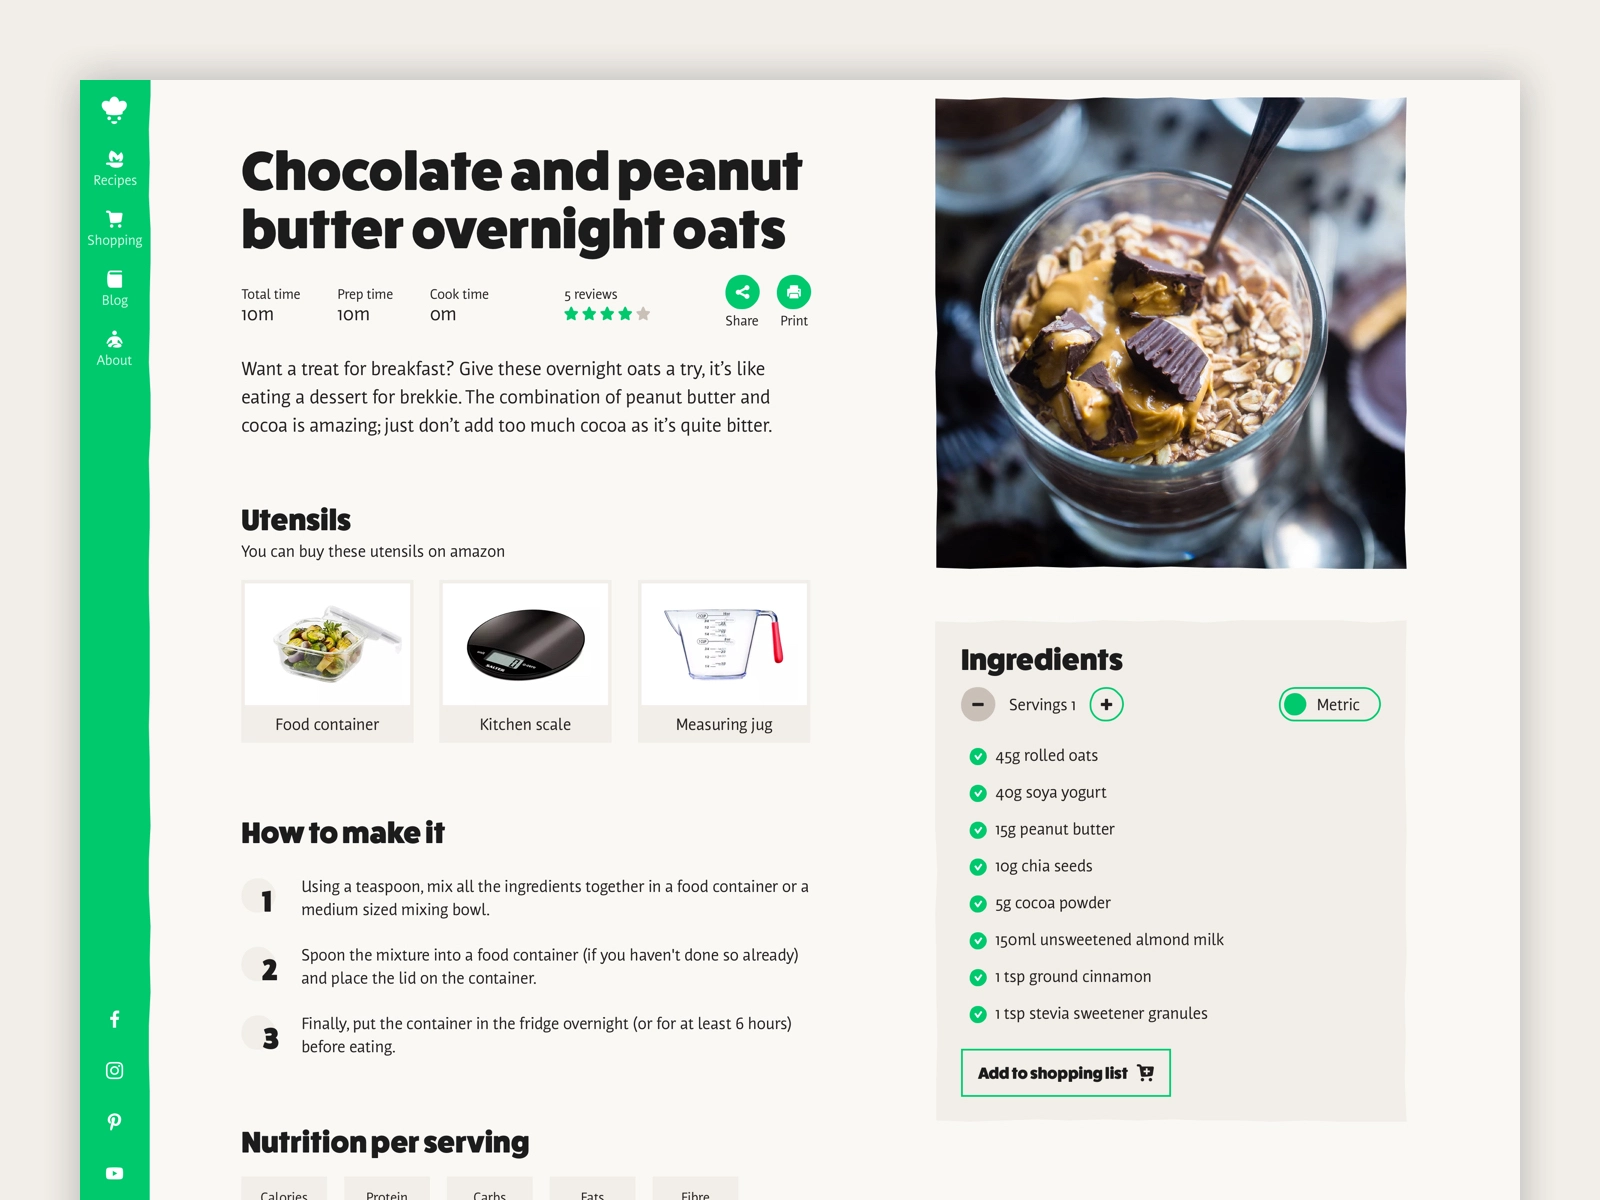 Recipes
Shopping
Blog
About
Chocolate and peanut
butter overnight oats
Total time
10m
Prep time
10m
Cook time
0m
5 reviews
Share
Print
Want a treat for breakfast? Give these overnight oats a try, it’s like
eating a dessert for brekkie. The combination of peanut butter and
cocoa is amazing; just don’t add too much cocoa as it’s quite bitter.
Utensils
You can buy these utensils on amazon
SALTER
Food container
Kitchen scale
Measuring jug
How to make it
1
Using a teaspoon, mix all the ingredients together in a food container or a
medium sized mixing bowl.
2
Spoon the mixture into a food container (if you haven't done so already)
and place the lid on the container.
3
Finally, put the container in the fridge overnight (or for at least 6 hours)
before eating.
Nutrition per serving
Calories
Protein
Carbs
Fats
Fibre
Ingredients
Servings 1
Metric
45g rolled oats
40g soya yogurt
15g peanut butter
10g chia seeds
5g cocoa powder
150ml unsweetened almond milk
1 tsp ground cinnamon
1 tsp stevia sweetener granules
Add to shopping list